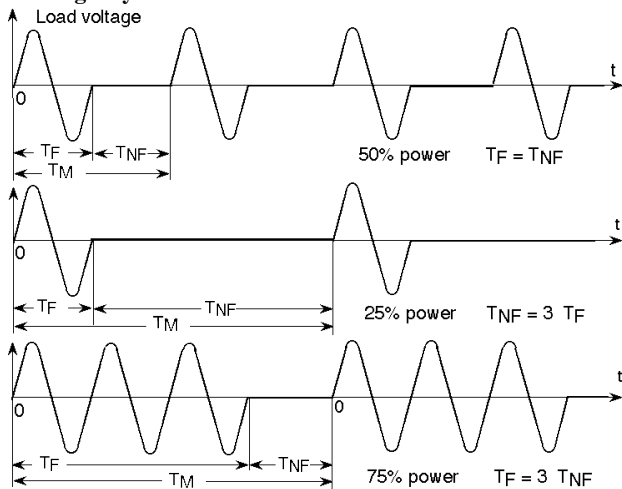 Load voltage
t
0
TF TNF
TM
50% power TF = TNF
t
0
TF TNF
TM
25% power TNF = 3 TF
t
0 0
TF TNF
TM
75% power TF = 3 TNF